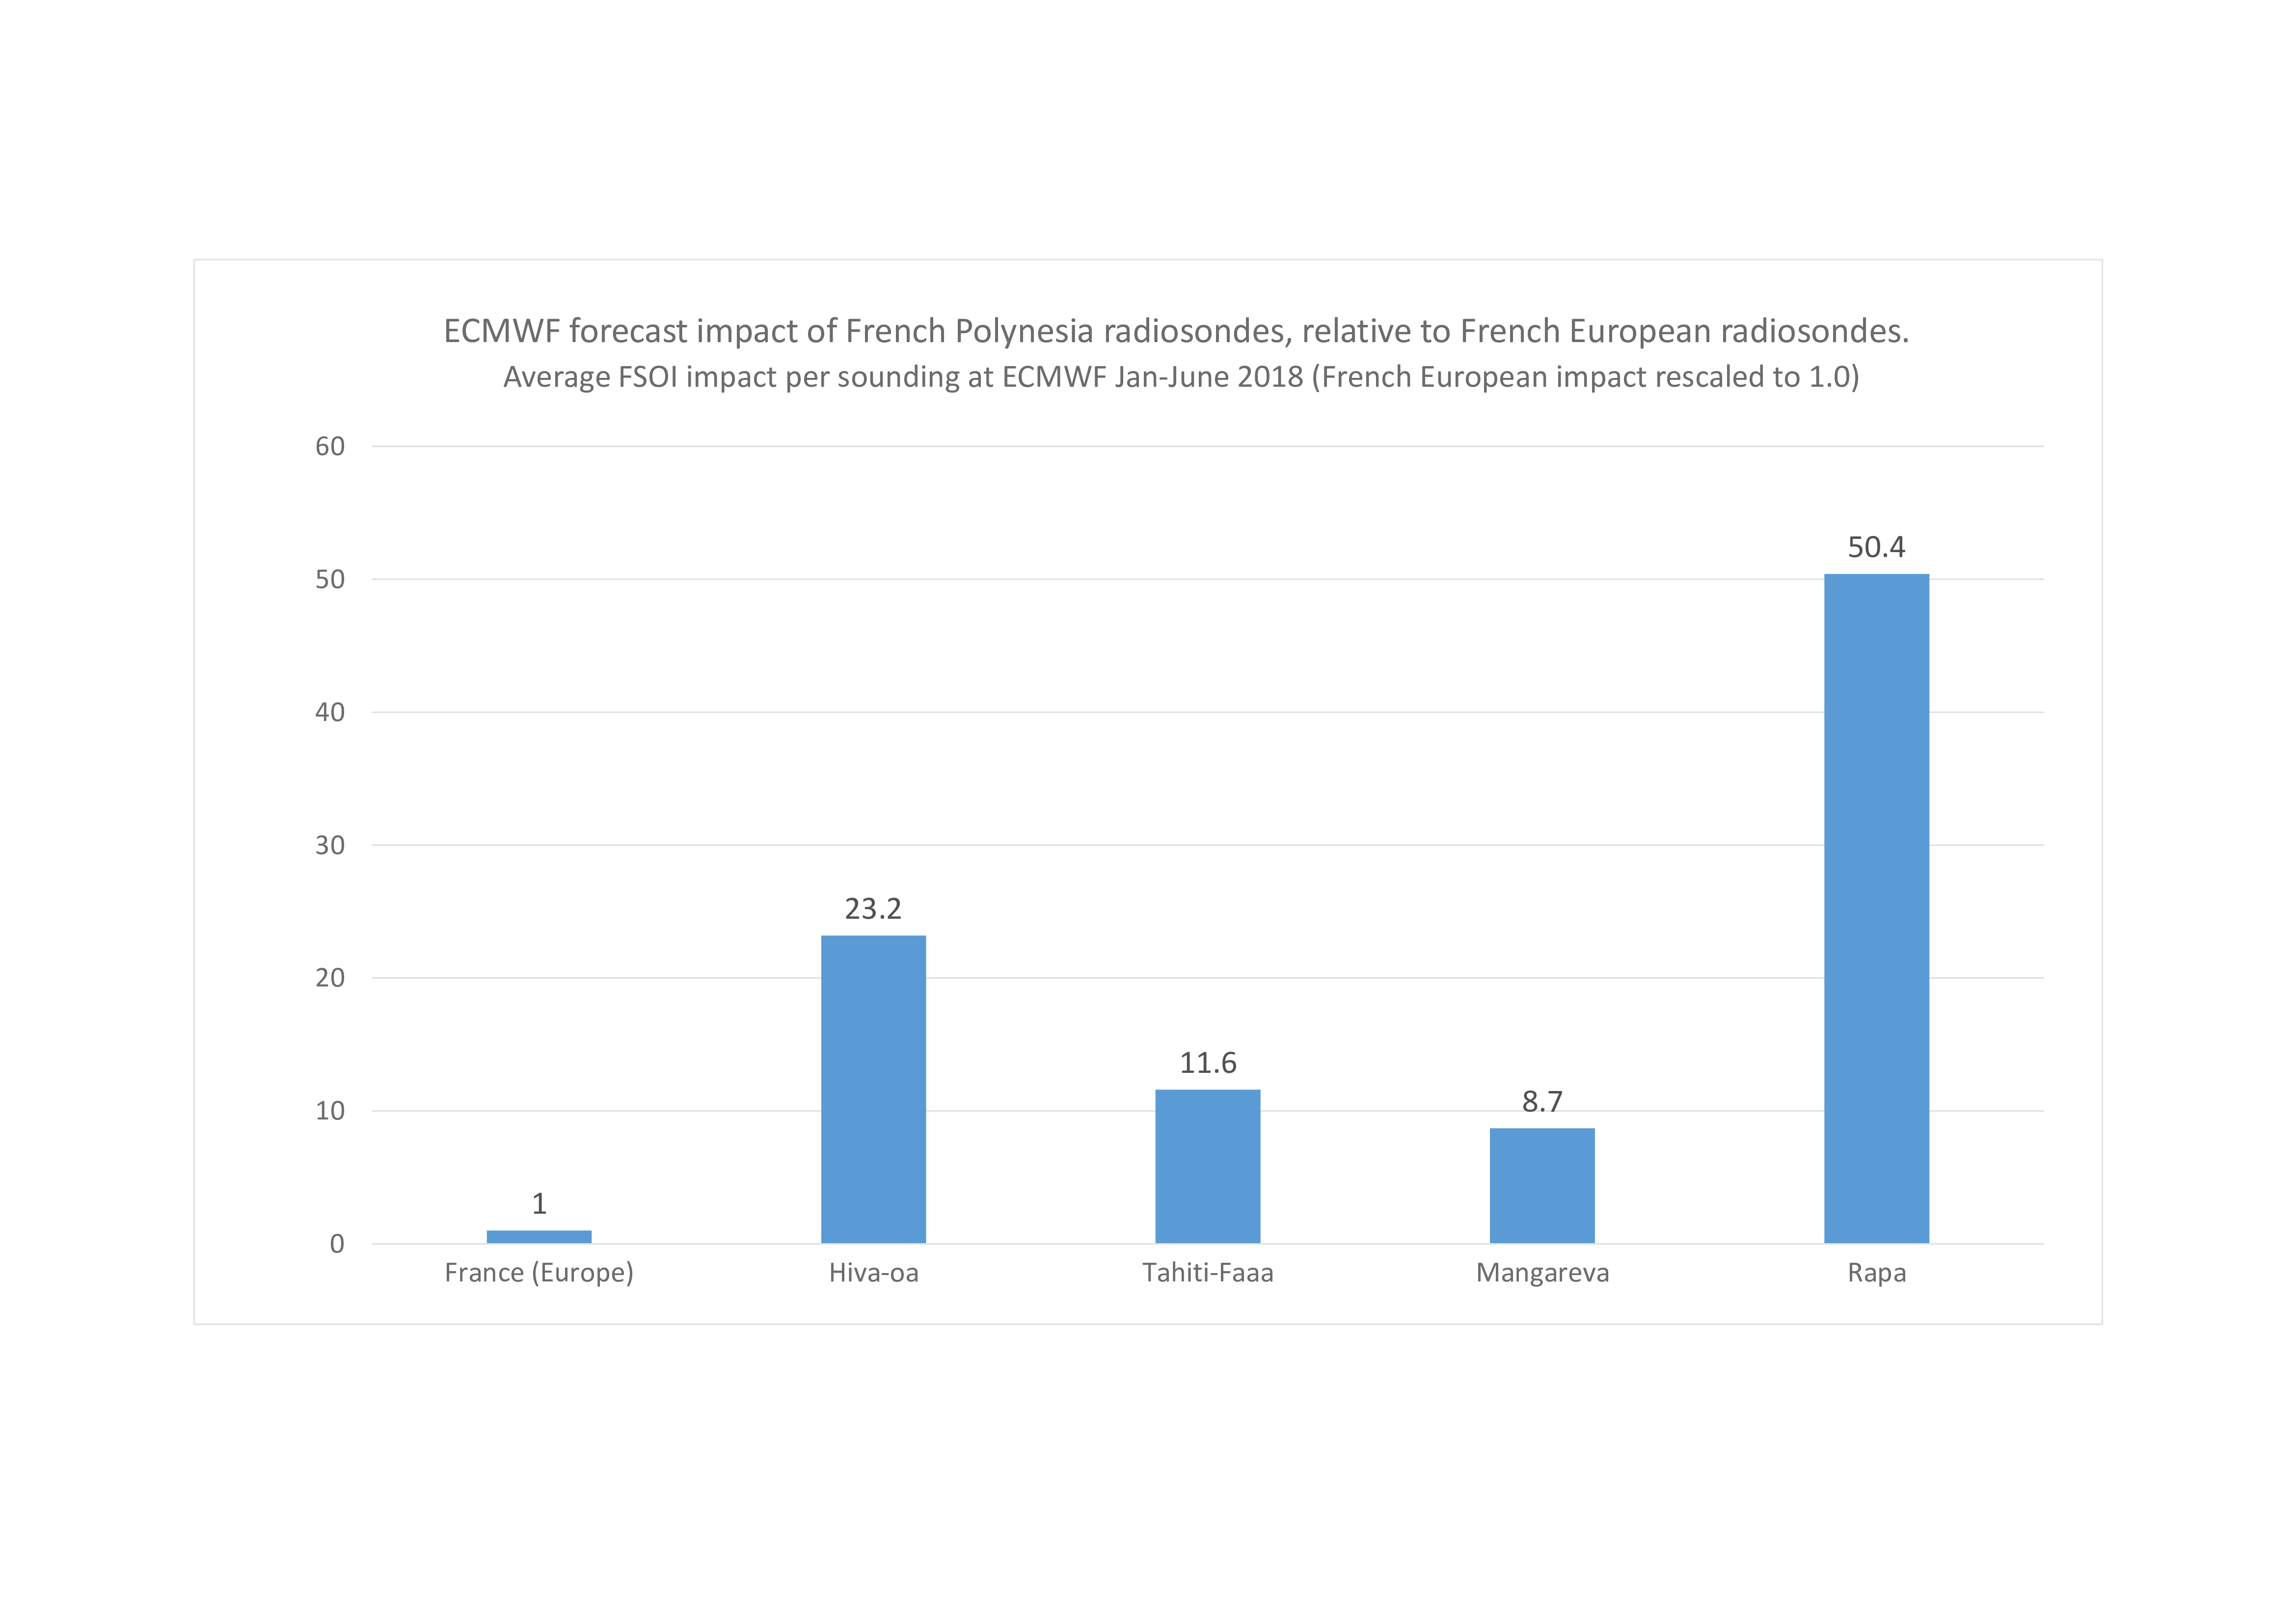 ECMWF forecast impact of French Polynesia radiosondes, relative to French European radiosondes.
Average FSOI impact per sounding at ECMWF Jan-June 2018 (French European impact rescaled to 1.0)
60
50
40
30
20
10
0
1
23.2
11.6
8.7
50.4
France (Europe)
Hiva-oa
Tahiti-Faaa
Mangareva
Rapa